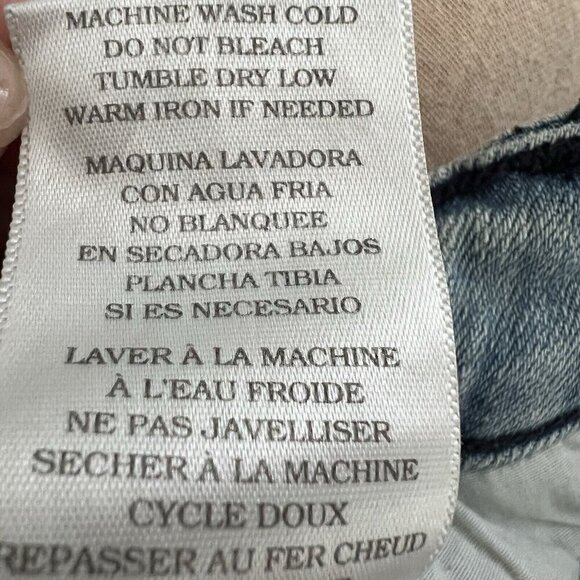 MACHINE WASH COLD
DO NOT BLEACH
TUMBLE DRY LOW
WARM IRON IF NEEDED
MAQUINA LAVADORA
CON AGUA FRIA
NO BLANQUEE
EN SECADORA BAJOS
PLANCHA TIBIA
SI ES NECESARIO
LAVER À LA MACHINE
À L'EAU FROIDE
NE PAS JAVELLISER
SECHER À LA MACHINE
CYCLE DOUX
REPASSER AU FER CHEUD